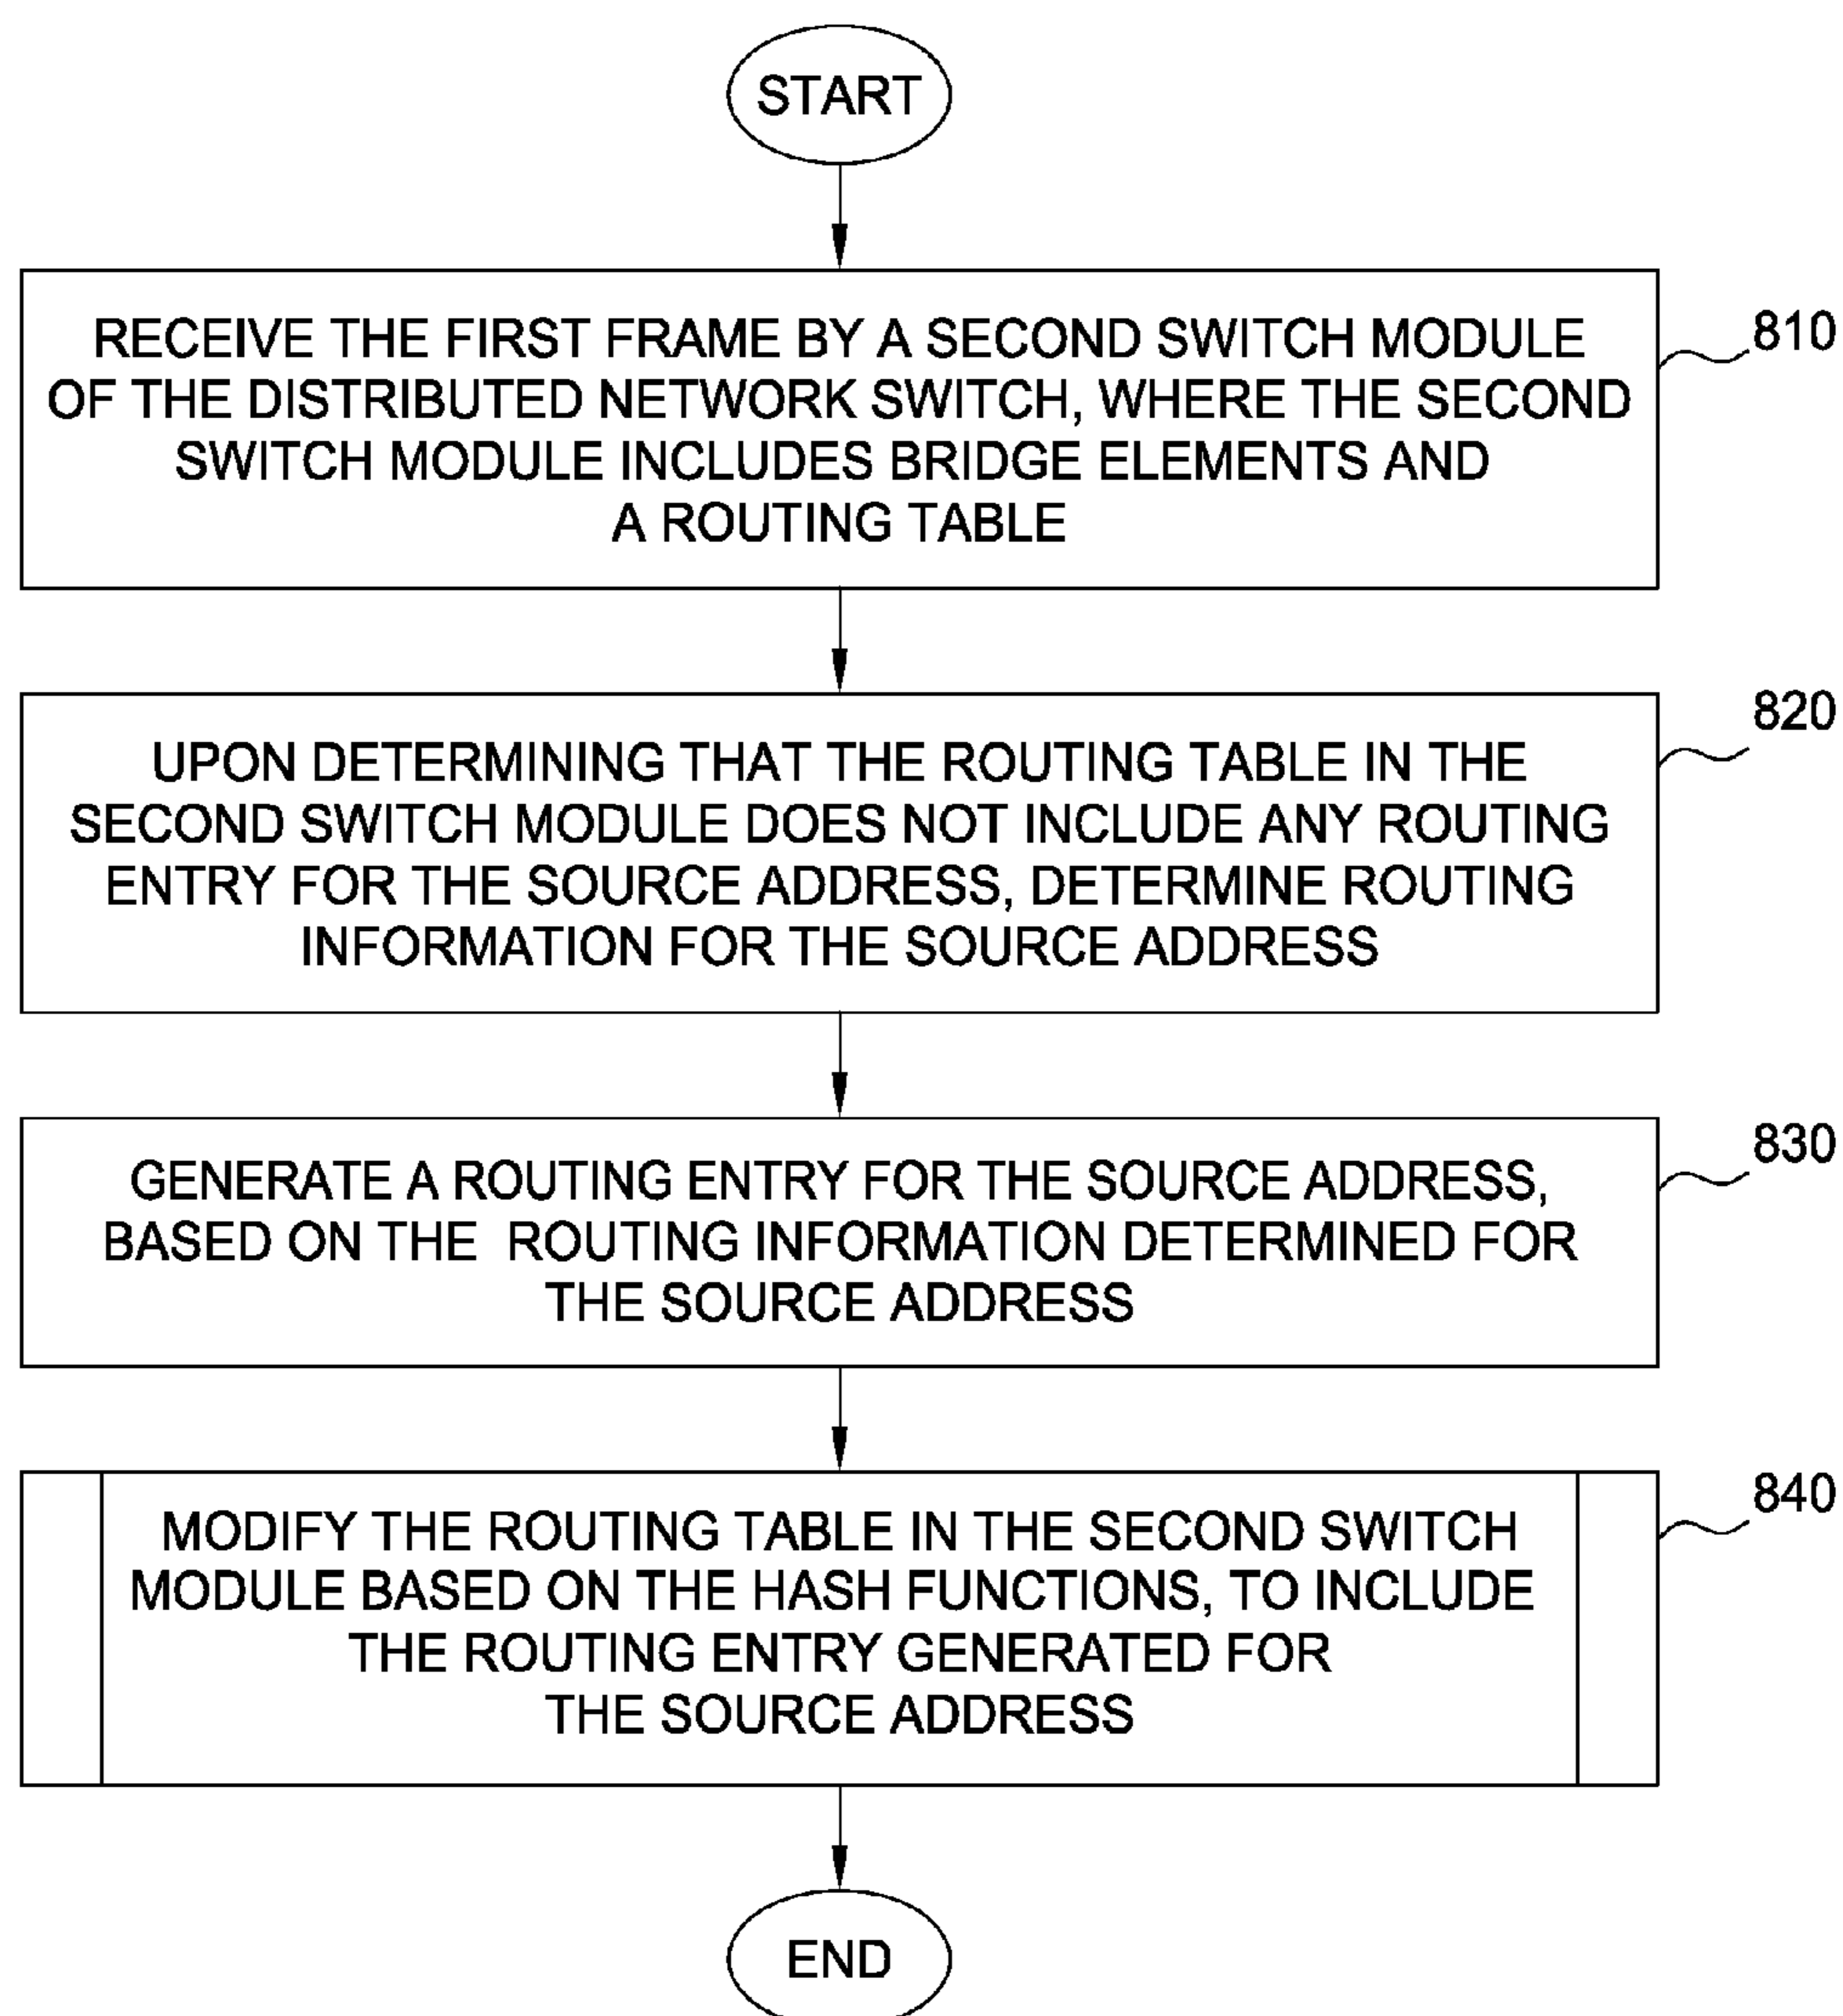 START
RECEIVE THE FIRST FRAME BY A SECOND SWITCH MODULE
OF THE DISTRIBUTED NETWORK SWITCH, WHERE THE SECOND
SWITCH MODULE INCLUDES BRIDGE ELEMENTS AND
A ROUTING TABLE
810
UPON DETERMINING THAT THE ROUTING TABLE IN THE
SECOND SWITCH MODULE DOES NOT INCLUDE ANY ROUTING
ENTRY FOR THE SOURCE ADDRESS, DETERMINE ROUTING
INFORMATION FOR THE SOURCE ADDRESS
820
GENERATE A ROUTING ENTRY FOR THE SOURCE ADDRESS,
BASED ON THE ROUTING INFORMATION DETERMINED FOR
THE SOURCE ADDRESS
830
MODIFY THE ROUTING TABLE IN THE SECOND SWITCH
MODULE BASED ON THE HASH FUNCTIONS, TO INCLUDE
THE ROUTING ENTRY GENERATED FOR
THE SOURCE ADDRESS
840
END